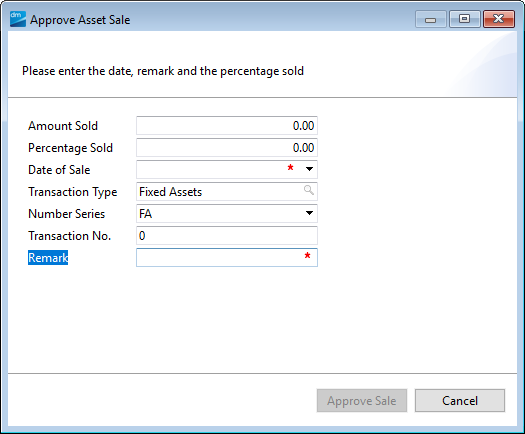 dm Approve Asset Sale
Please enter the date, remark and the percentage sold
Amount Sold 0.00
Percentage Sold 0.00
Date of Sale *
Transaction Type Fixed Assets
Number Series FA
Transaction No. 0
Remark *
Approve Sale Cancel